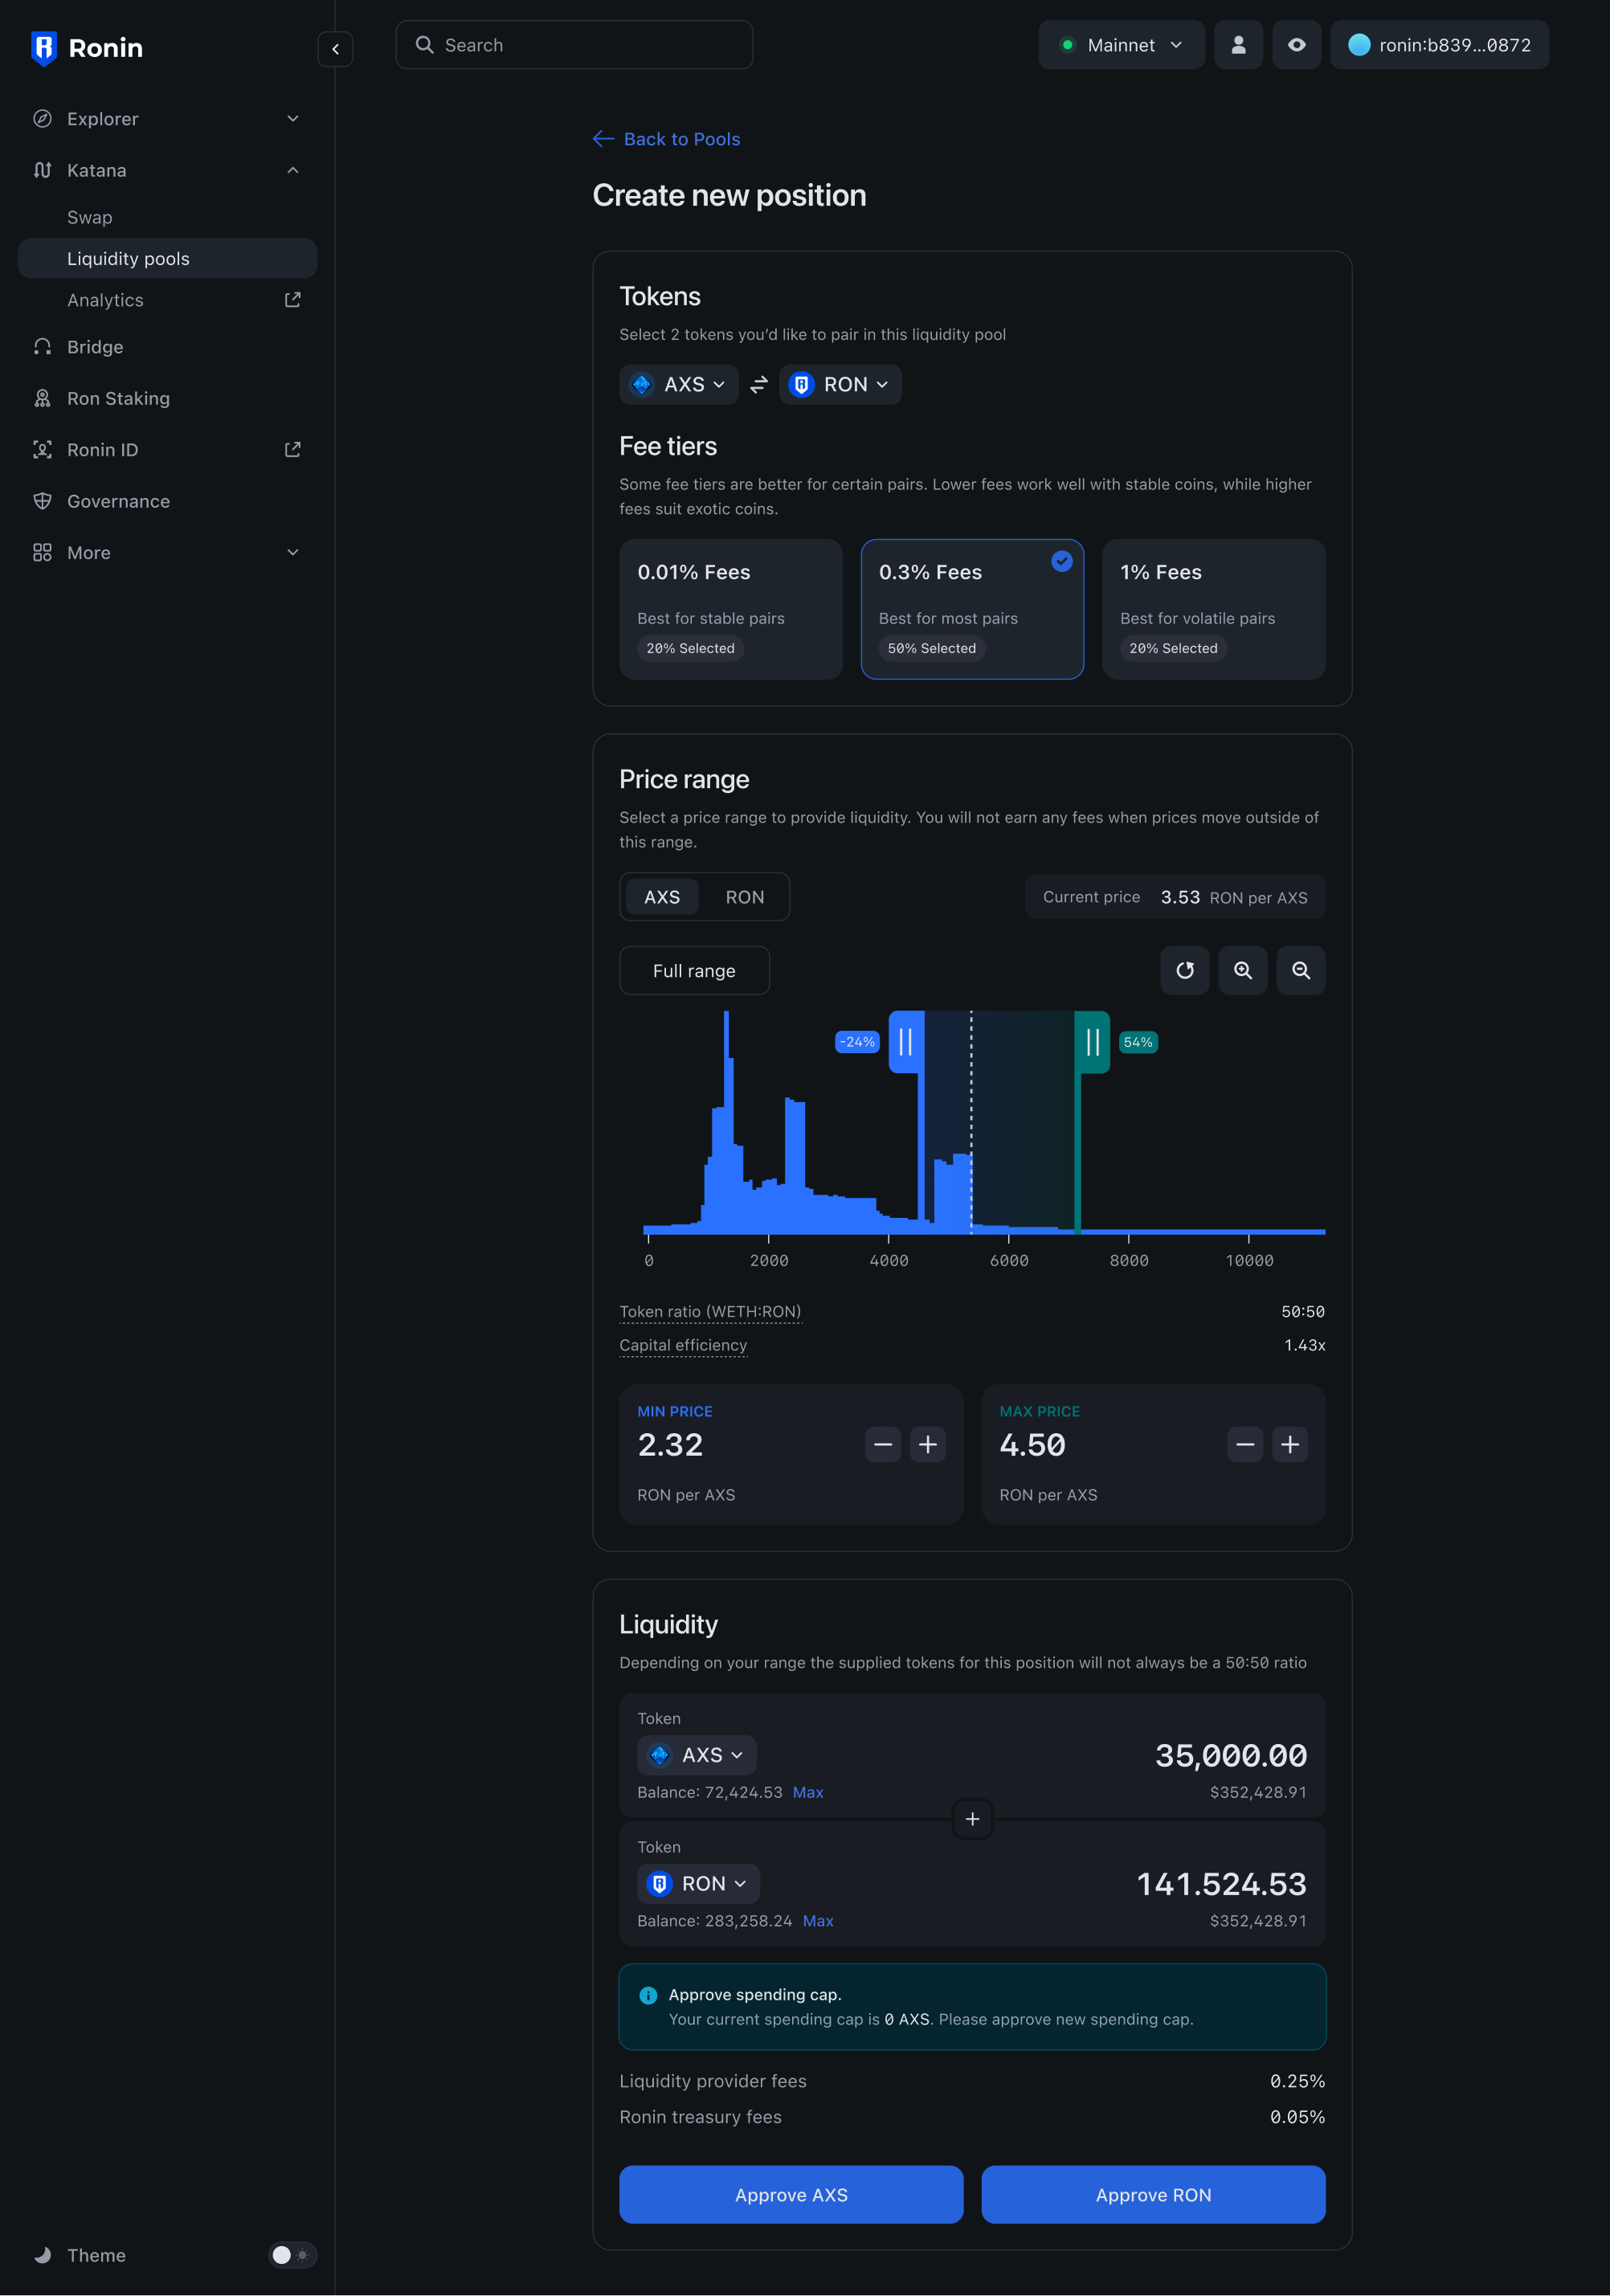 Ronin
Search
Mainnet
ronin:b839...0872
Explorer
Katana
Swap
Liquidity pools
Analytics
Bridge
Ron Staking
Ronin ID
Governance
More
Theme
Back to Pools
Create new position
Tokens
Select 2 tokens you’d like to pair in this liquidity pool
AXS
RON
Fee tiers
Some fee tiers are better for certain pairs. Lower fees work well with stable coins, while higher
fees suit exotic coins.
0.01% Fees
Best for stable pairs
20% Selected
0.3% Fees
Best for most pairs
50% Selected
1% Fees
Best for volatile pairs
20% Selected
Price range
Select a price range to provide liquidity. You will not earn any fees when prices move outside of
this range.
AXS RON
Current price 3.53 RON per AXS
Full range
-24%
54%
0 2000 4000 6000 8000 10000
Token ratio (WETH:RON) 50:50
Capital efficiency 1.43x
MIN PRICE
2.32
RON per AXS
MAX PRICE
4.50
RON per AXS
Liquidity
Depending on your range the supplied tokens for this position will not always be a 50:50 ratio
Token
AXS 35,000.00
Balance: 72,424.53 Max $352,428.91
Token
RON 141.524.53
Balance: 283,258.24 Max $352,428.91
Approve spending cap.
Your current spending cap is 0 AXS. Please approve new spending cap.
Liquidity provider fees 0.25%
Ronin treasury fees 0.05%
Approve AXS
Approve RON